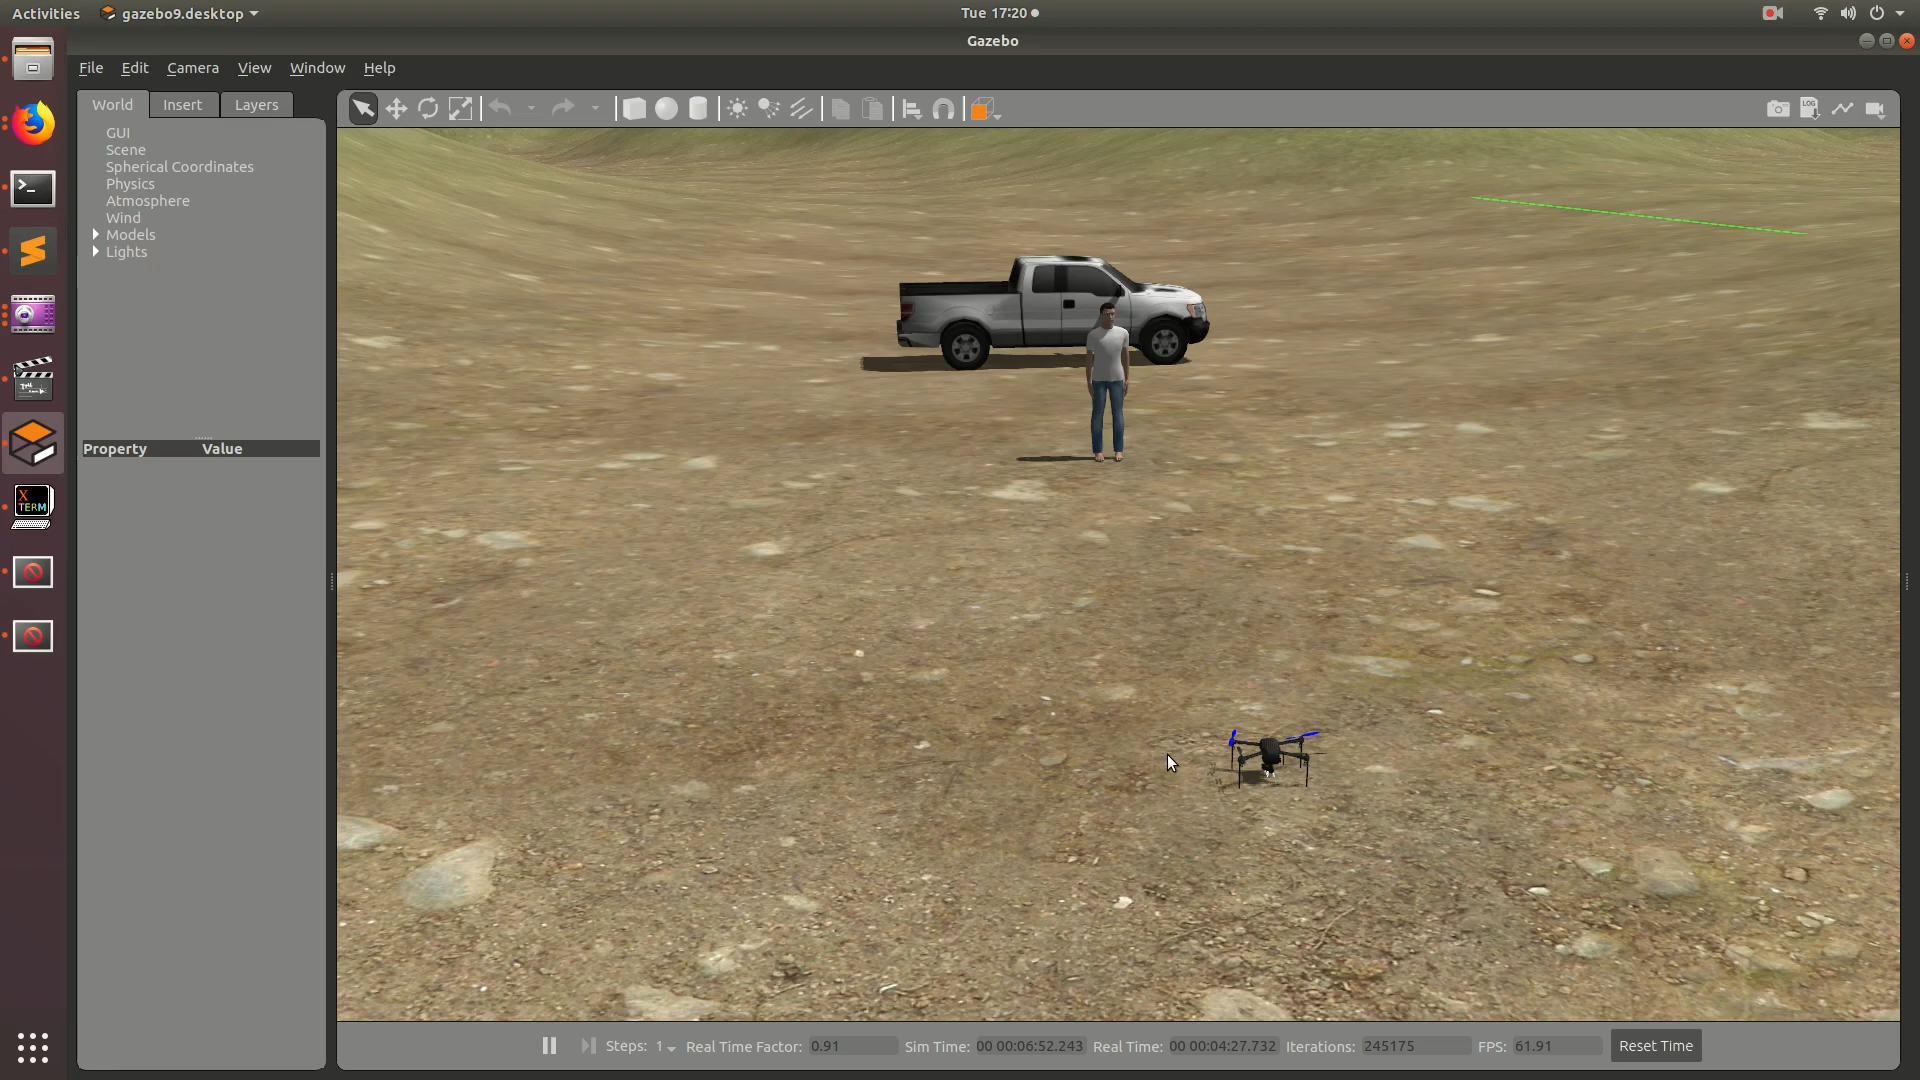 Activities
gazebo9.desktop
Tue 17:20
Gazebo
File Edit Camera View Window Help
World Insert Layers
LOG
GUI
Scene
Spherical Coordinates
Physics
Atmosphere
Wind
Models
Lights
Property Value
X
TERM
Steps: 1 Real Time Factor: 0.91 Sim Time: 00 00:06:52.243 Real Time: 00 00:04:27.732 Iterations: 245175 FPS: 61.91 Reset Time